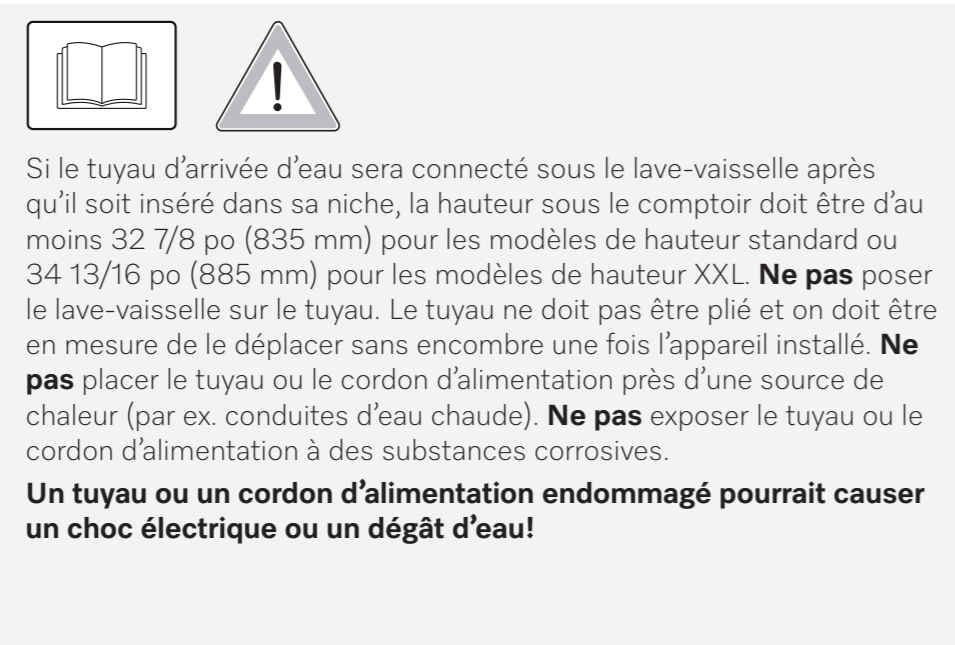 Si le tuyau d’arrivée d’eau sera connecté sous le lave-vaisselle après
qu’il soit inséré dans sa niche, la hauteur sous le comptoir doit être d’au
moins 32 7/8 po (835 mm) pour les modèles de hauteur standard ou
34 13/16 po (885 mm) pour les modèles de hauteur XXL. Ne pas poser
le lave-vaisselle sur le tuyau. Le tuyau ne doit pas être plié et on doit être
en mesure de le déplacer sans encombre une fois l’appareil installé. Ne
pas placer le tuyau ou le cordon d’alimentation près d’une source de
chaleur (par ex. conduites d’eau chaude). Ne pas exposer le tuyau ou le
cordon d’alimentation à des substances corrosives.
Un tuyau ou un cordon d’alimentation endommagé pourrait causer
un choc électrique ou un dégât d’eau!